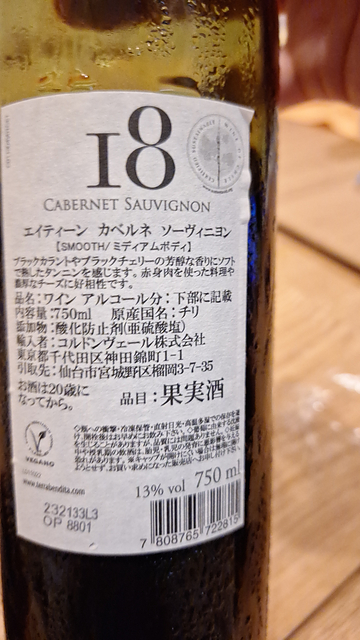 18
CABERNET SAUVIGNON
エイティーン カベルネ ソーヴィニヨン
【SMOOTH/ミディアムボディ】
ブラックカラントやブラックチェリーの芳醇な香りにソフト
で熟したタンニンを感じます。赤身肉を使った料理や
濃厚なチーズに好相性です。
品名：ワイン アルコール分：下部に記載
内容量：750ml 原産国名：チリ
添加物：酸化防止剤(亜硫酸塩)
輸入者：コルドンヴェール株式会社
東京都千代田区神田錦町1-1
引取先：仙台市宮城野区榴岡3-7-35
お酒は20歳に
なってから。
品目：果実酒
VEGANO
www.terrabendita.com
13% vol 750 ml
232133L3
OP 8801
7 808765 722815